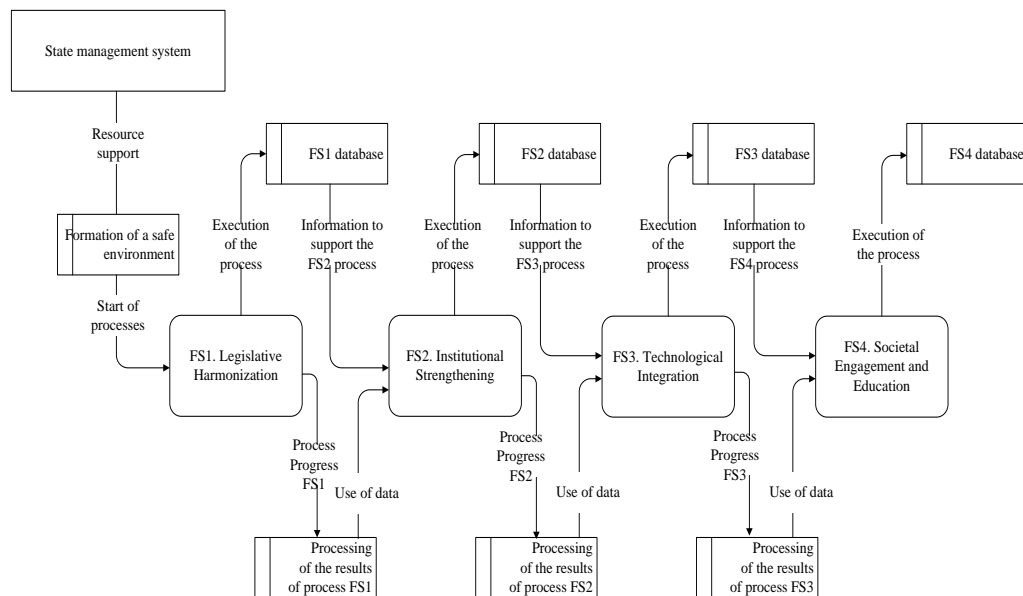 State management system
Resource
support
Formation of a safe
environment
Start of
processes
FS1. Legislative
Harmonization
Execution
of the
process
FS1 database
Information to
support the
FS2 process
Process
Progress
FS1
Processing
of the results
of process FS1
Use of data
FS2. Institutional
Strengthening
Execution
of the
process
FS2 database
Information to
support the
FS3 process
Process
Progress
FS2
Processing
of the results
of process FS2
Use of data
FS3. Technological
Integration
Execution
of the
process
FS3 database
Information to
support the
FS4 process
Process
Progress
FS3
Processing
of the results
of process FS3
Use of data
FS4. Societal
Engagement and
Education
Execution of
the process
FS4 database